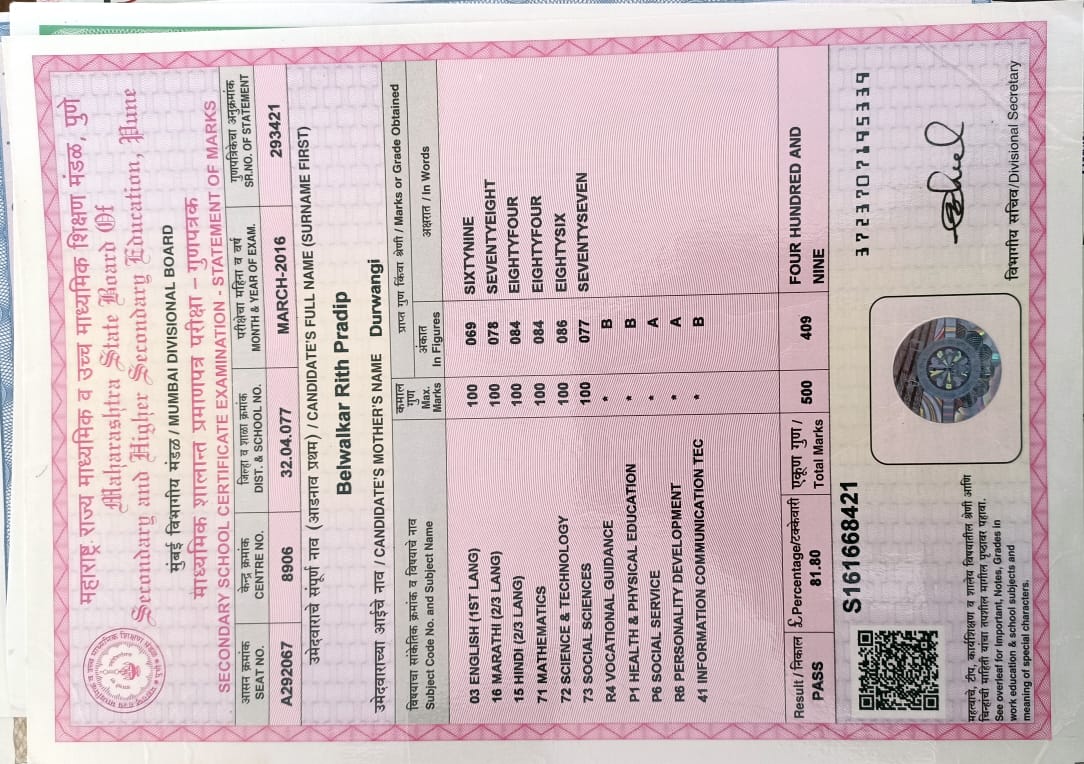 महाराष्ट्र राज्य माध्यमिक व उच्च माध्यमिक शिक्षण मंडळ, पुणे
Maharashtra State Board Of
Secondary and Higher Secondary Education, Pune
मुंबई विभागीय मंडळ / MUMBAI DIVISIONAL BOARD
माध्यमिक शालान्त प्रमाणपत्र परीक्षा – गुणपत्रक
SECONDARY SCHOOL CERTIFICATE EXAMINATION - STATEMENT OF MARKS
आसन क्रमांक केंद्र क्रमांक जिल्हा व शाळा क्रमांक परीक्षेचा महिना व वर्ष गुणपत्रिकेचा अनुक्रमांक
SEAT NO. CENTRE NO. DIST. & SCHOOL NO. MONTH & YEAR OF EXAM. SR.NO. OF STATEMENT
A292067 8906 32.04.077 MARCH-2016 293421
उमेदवाराचे संपूर्ण नाव (आडनाव प्रथम) / CANDIDATE'S FULL NAME (SURNAME FIRST)
Belwalkar Rith Pradip
उमेदवाराच्या आईचे नाव / CANDIDATE'S MOTHER'S NAME Durwangi
विषयाचा सांकेतिक क्रमांक व विषयाचे नाव
Subject Code No. and Subject Name
कमाल गुण Max. Marks
प्राप्त गुण किंवा श्रेणी / Marks or Grade Obtained
अंकात In Figures
अक्षरात / In Words
03 ENGLISH (1ST LANG) 100 069 SIXTYNINE
16 MARATHI (2/3 LANG) 100 078 SEVENTYEIGHT
15 HINDI (2/3 LANG) 100 084 EIGHTYFOUR
71 MATHEMATICS 100 084 EIGHTYFOUR
72 SCIENCE & TECHNOLOGY 100 086 EIGHTYSIX
73 SOCIAL SCIENCES 100 077 SEVENTYSEVEN
R4 VOCATIONAL GUIDANCE * B
P1 HEALTH & PHYSICAL EDUCATION * B
P6 SOCIAL SERVICE * A
R6 PERSONALITY DEVELOPMENT * A
41 INFORMATION COMMUNICATION TEC * B
Result / निकाल £ Percentage/टक्केवारी एकूण गुण / Total Marks
PASS 81.80 500 409 FOUR HUNDRED AND
NINE
S161668421
3723707195339
महत्वाचे, टीप, कार्यशिक्षण व शालेय विषयातील श्रेणी आणि
चिन्हांची माहिती याचा तपशील मागील पृष्ठावर पहावा.
See overleaf for Important, Notes, Grades in
work education & school subjects and
meaning of special characters.
विभागीय सचिव/Divisional Secretary